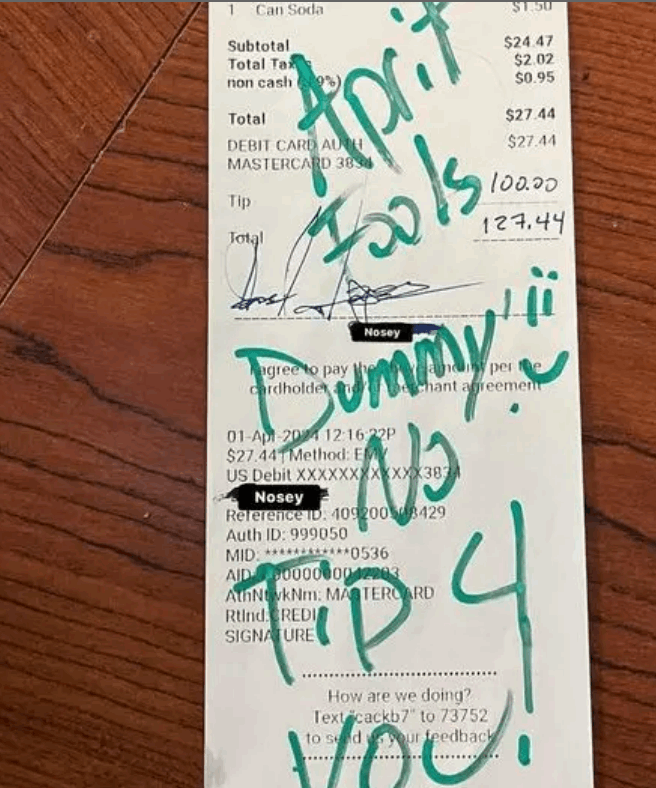 1 Can Soda $1.50
Subtotal $24.47
Total Tax $2.02
non cash $0.95
Total $27.44
DEBIT CARD AUTH $27.44
MASTERCARD 3834
Tip 100.00
Total 127.44
April
Fools
Nosey
Dummy!
I agree to pay the amount per the
cardholder merchant agreement
01-Apr-2024 12:16:22P
$27.44 Method: EMV
US Debit XXXXXXXXXXXX3834
Nosey
Reference ID:
Auth ID: 999050
MID: ************0536
AID:
AthNtwkNm: MASTERCARD
RtInd:CREDIT
SIGNATURE
No
Tip 4
You!
How are we doing?
Text "cackb7" to 73752
to send us your feedback